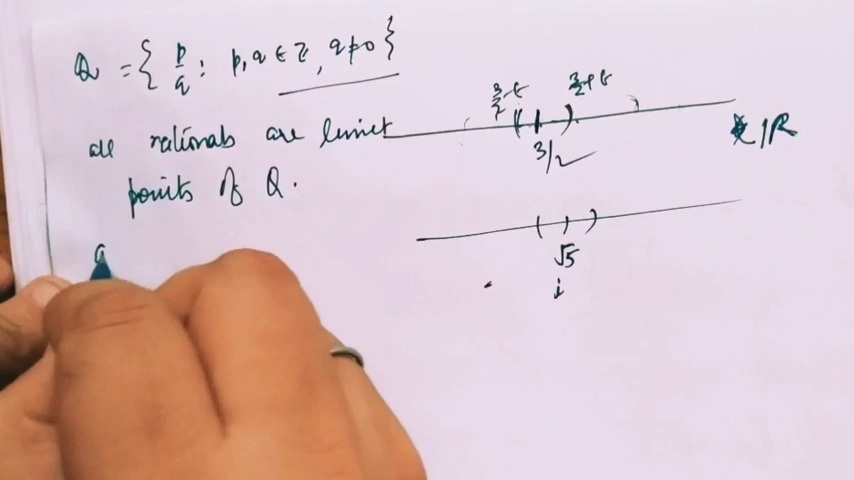 Q = { p/q : p, q ∈ Z, q ≠ 0 }
all rationals are limit
points of Q.
a
3/2-ε 3/2+ε
( ( | ) )
3/2
/R
( | )
√5
i